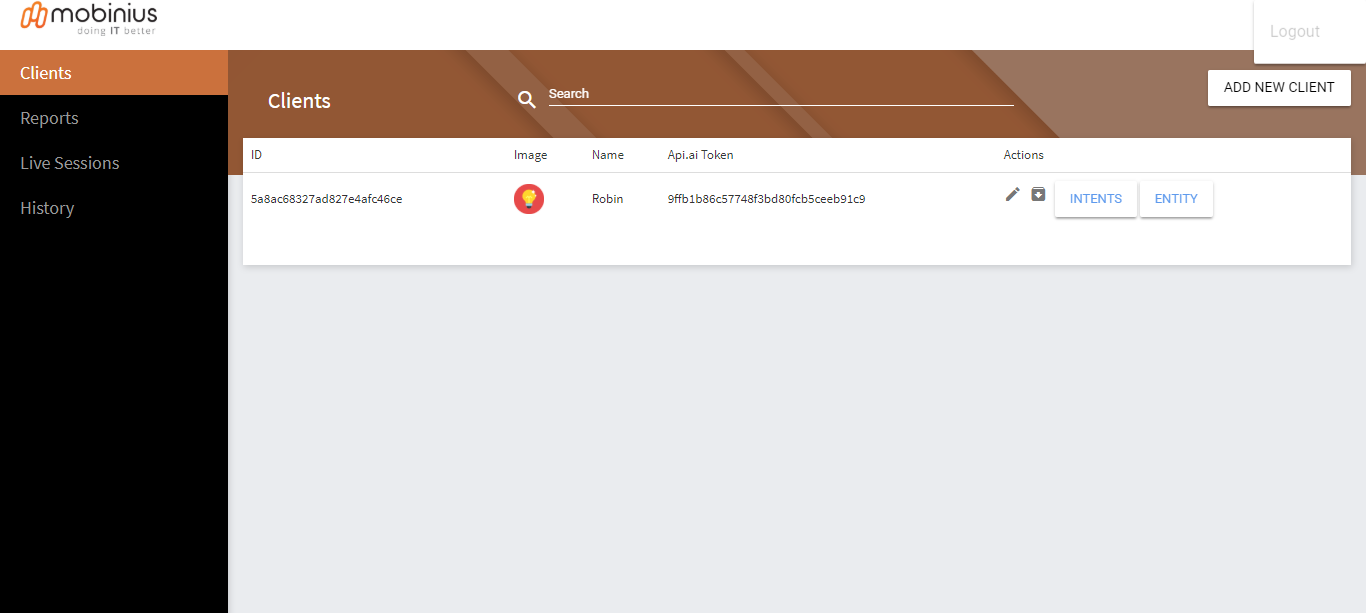 mobinius
doing IT better
Logout
Clients
Reports
Live Sessions
History
Clients
Search
ADD NEW CLIENT
ID Image Name Api.ai Token Actions
5a8ac68327ad827e4afc46ce Robin 9ffb1b86c57748f3bd80fcb5ceeb91c9 INTENTS ENTITY